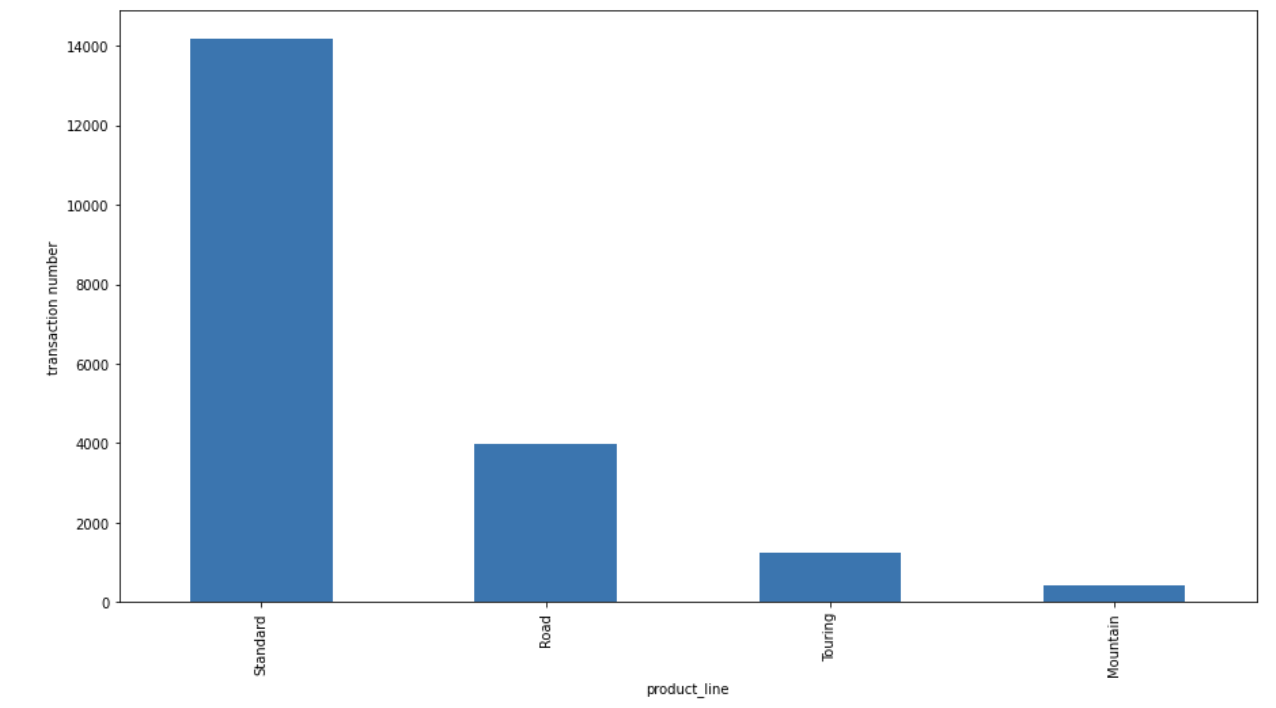 14000
12000
10000
8000
6000
4000
2000
0
transaction number
Standard
Road
Touring
Mountain
product_line